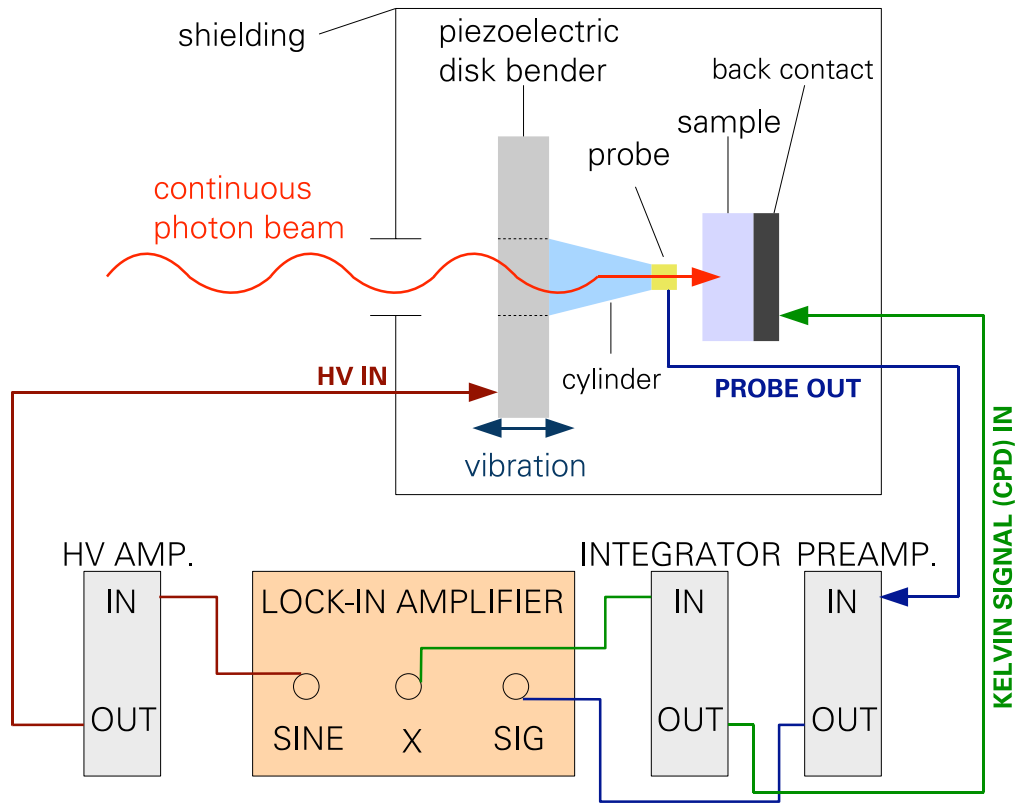 shielding
piezoelectric
disk bender
back contact
sample
probe
continuous
photon beam
cylinder
HV IN
PROBE OUT
vibration
KELVIN SIGNAL (CPD) IN
HV AMP.
IN
OUT
LOCK-IN AMPLIFIER
SINE
X
SIG
INTEGRATOR
IN
OUT
PREAMP.
IN
OUT